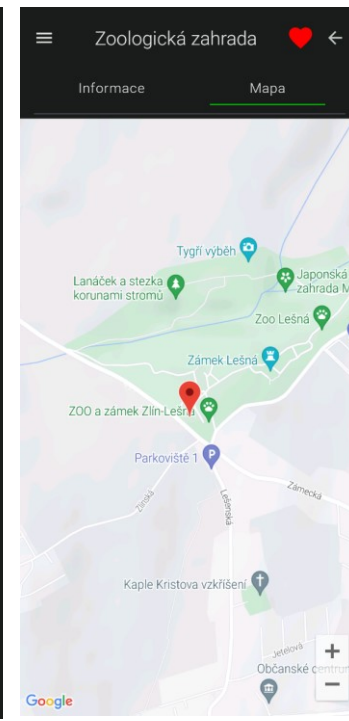 Zoologická zahrada
Informace
Mapa
Tygří výběh
Lanáček a stezka
korunami stromů
Japonská
zahrada M
Zoo Lešná
Zámek Lešná
ZOO a zámek Zlín-Lešná
Parkoviště 1
P
Zlínská
Lešenská
Zámecká
Kaple Kristova vzkříšení
Jetelová
Občanské centrum
+
−
Google